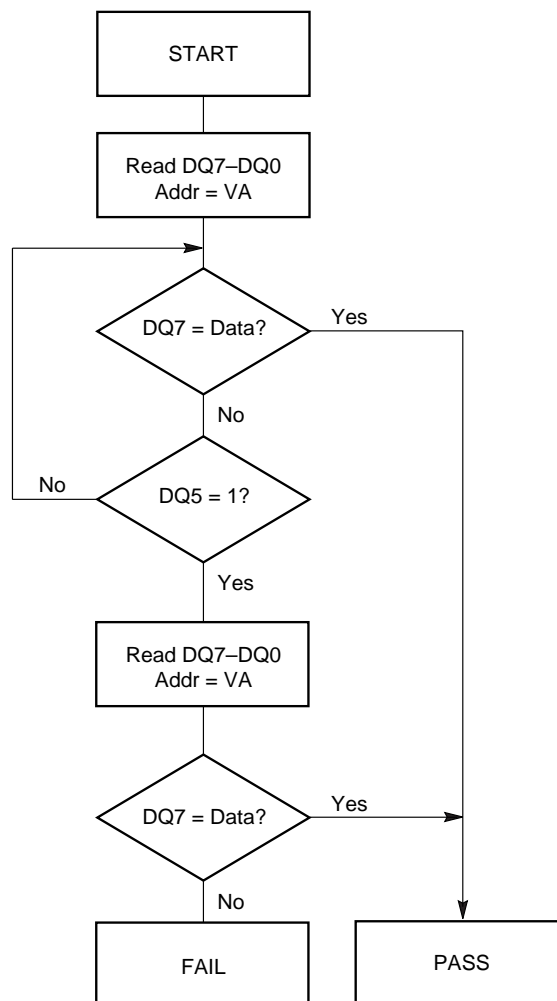 START
Read DQ7–DQ0
Addr = VA
DQ7 = Data?
Yes
No
No
DQ5 = 1?
Yes
Read DQ7–DQ0
Addr = VA
DQ7 = Data?
Yes
No
FAIL
PASS